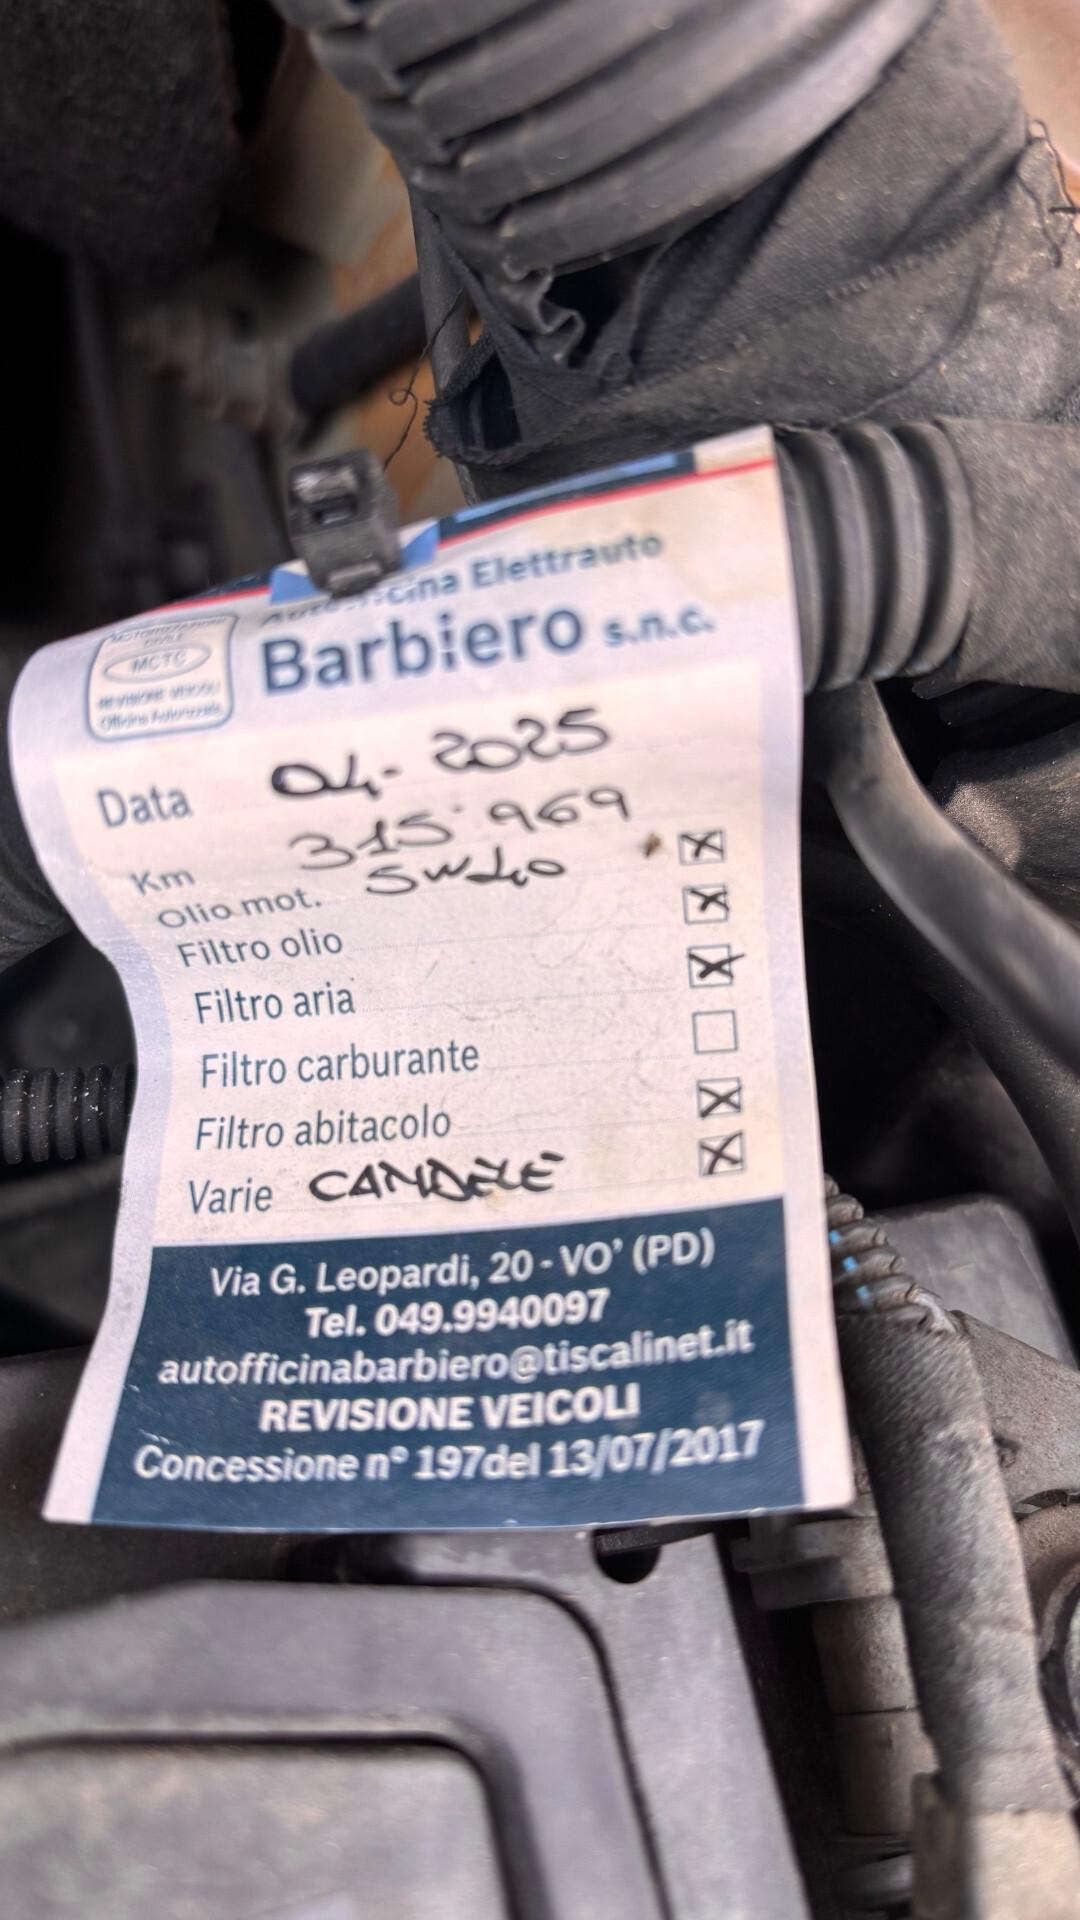 Elettrauto
Barbiero s.n.c.
MCTC
REVISIONE VEICOLI
Officina Autorizzata
Data 04-2025
Km 315.969
Olio mot. 5W40
Filtro olio
Filtro aria
Filtro carburante
Filtro abitacolo
Varie CANDELE
Via G. Leopardi, 20 - VO' (PD)
Tel. 049.9940097
autofficinabarbiero@tiscalinet.it
REVISIONE VEICOLI
Concessione n° 197del 13/07/2017